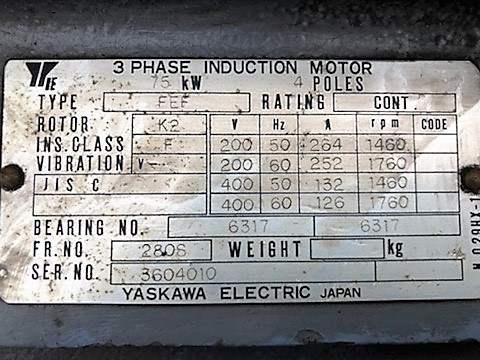 YE 3 PHASE INDUCTION MOTOR
75 kW 4 POLES
TYPE FEF RATING CONT.
ROTOR K2 V Hz A rpm CODE
INS.CLASS F 200 50 264 1460
VIBRATION V- 200 60 252 1760
JIS C 400 50 132 1460
400 60 126 1760
BEARING NO. 6317 6317
FR.NO. 280S WEIGHT kg
SER.NO. 3604010
YASKAWA ELECTRIC JAPAN